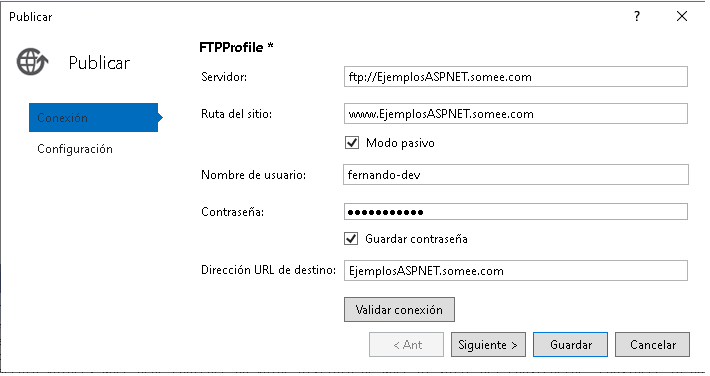 Publicar
?
Publicar
Conexión
Configuración
FTPProfile *
Servidor: ftp://EjemplosASPNET.somee.com
Ruta del sitio: www.EjemplosASPNET.somee.com
Modo pasivo
Nombre de usuario: fernando-dev
Contraseña: ●●●●●●●●●●●
Guardar contraseña
Dirección URL de destino: EjemplosASPNET.somee.com
Validar conexión
< Ant Siguiente > Guardar Cancelar